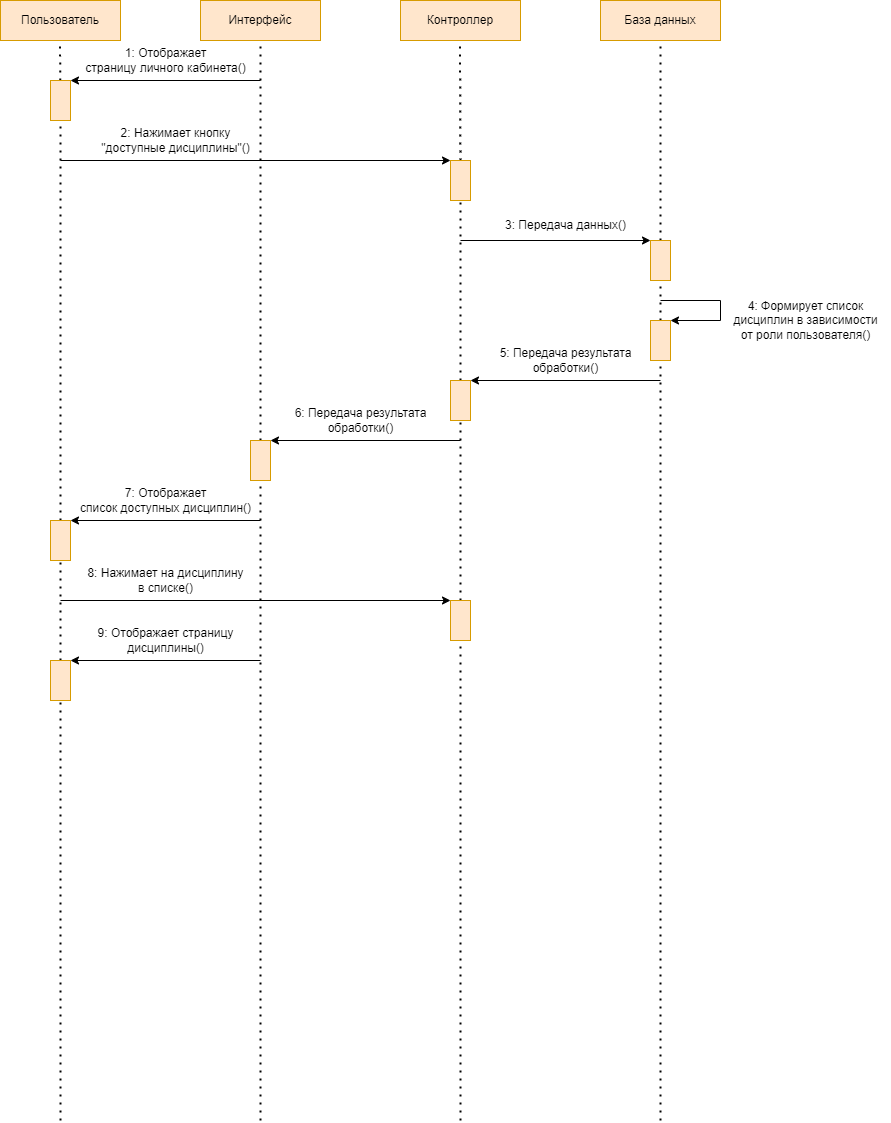 Пользователь
Интерфейс
Контроллер
База данных
1: Отображает
страницу личного кабинета()
2: Нажимает кнопку
"доступные дисциплины"()
3: Передача данных()
4: Формирует список
дисциплин в зависимости
от роли пользователя()
5: Передача результата
обработки()
6: Передача результата
обработки()
7: Отображает
список доступных дисциплин()
8: Нажимает на дисциплину
в списке()
9: Отображает страницу
дисциплины()